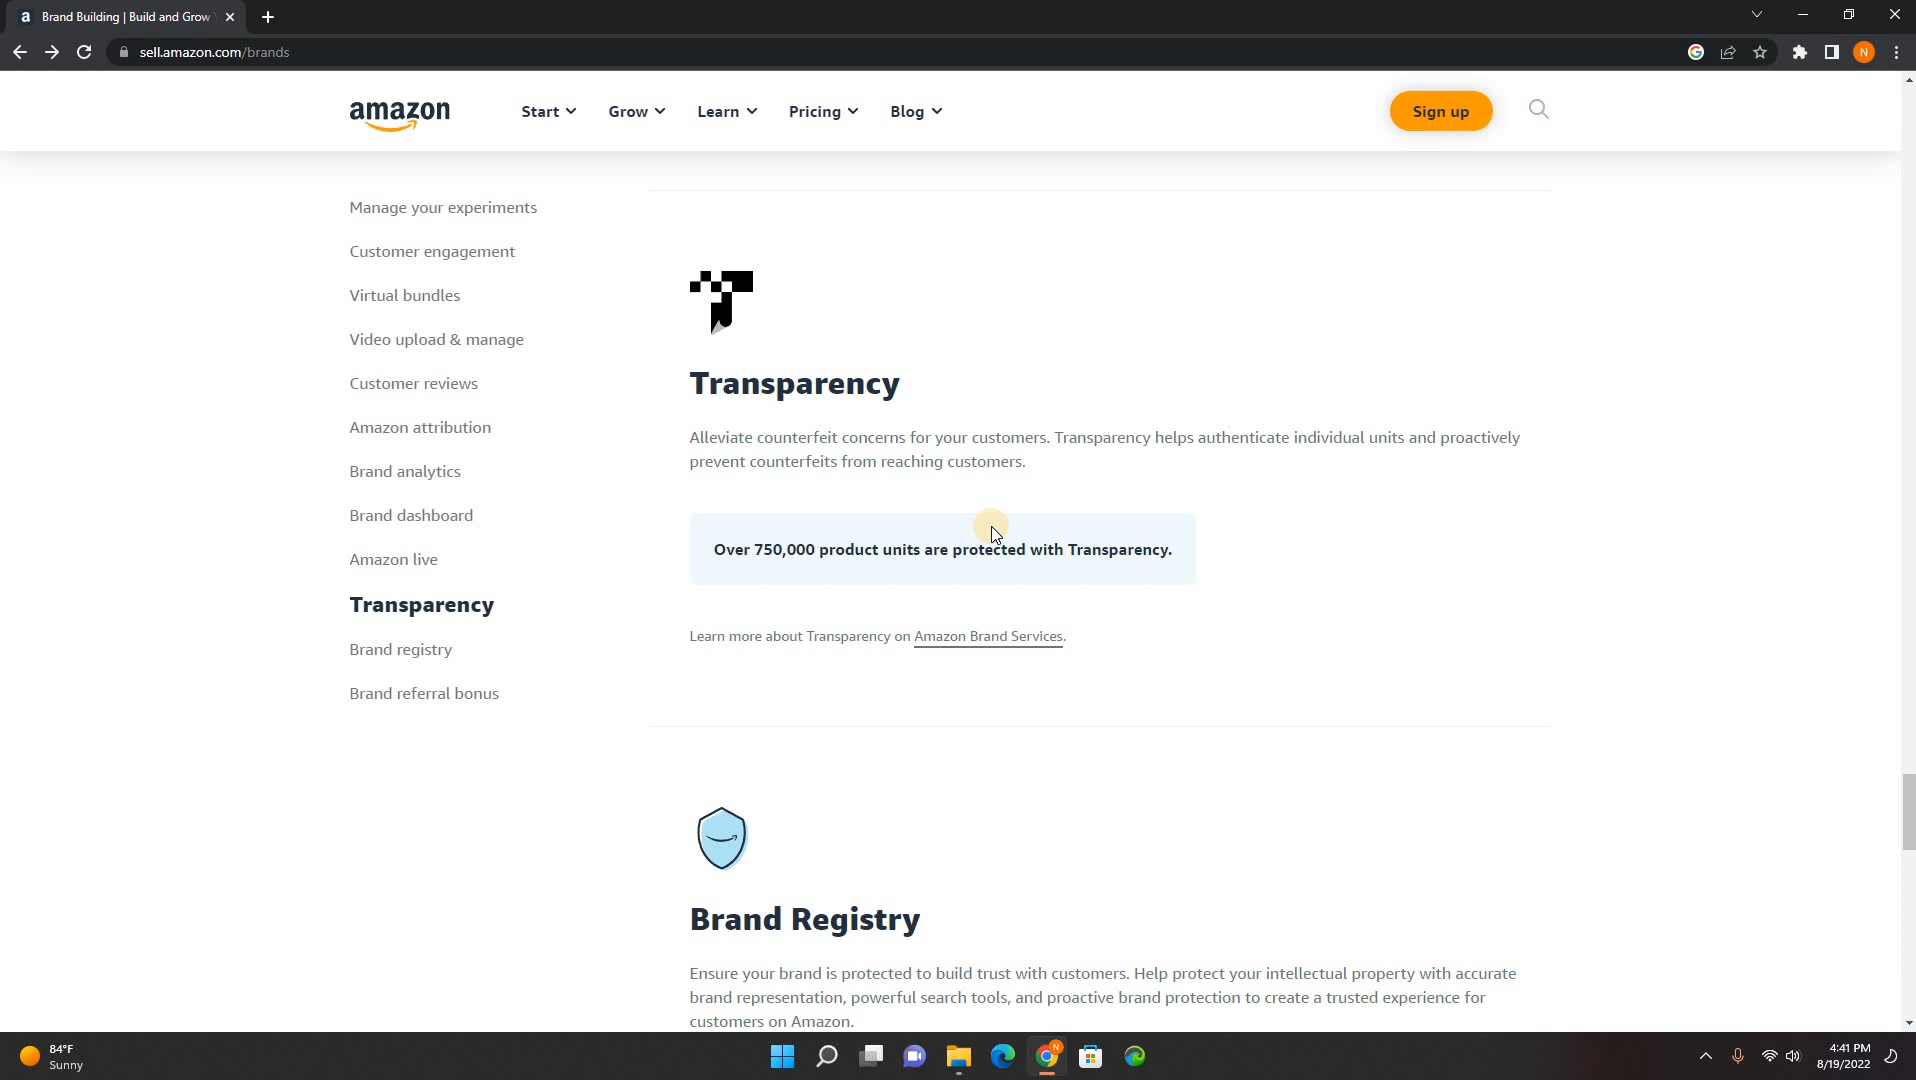 a Brand Building | Build and Grow
sell.amazon.com/brands
N
amazon
Start
Grow
Learn
Pricing
Blog
Sign up
Manage your experiments
Customer engagement
Virtual bundles
Video upload & manage
Customer reviews
Amazon attribution
Brand analytics
Brand dashboard
Amazon live
Transparency
Brand registry
Brand referral bonus
Transparency
Alleviate counterfeit concerns for your customers. Transparency helps authenticate individual units and proactively
prevent counterfeits from reaching customers.
Over 750,000 product units are protected with Transparency.
Learn more about Transparency on Amazon Brand Services.
Brand Registry
Ensure your brand is protected to build trust with customers. Help protect your intellectual property with accurate
brand representation, powerful search tools, and proactive brand protection to create a trusted experience for
customers on Amazon.
84°F
Sunny
N
4:41 PM
8/19/2022